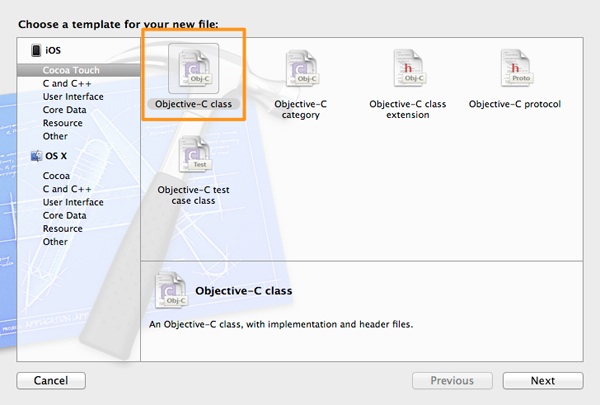 Choose a template for your new file:
iOS
Cocoa Touch
C and C++
User Interface
Core Data
Resource
Other
OS X
Cocoa
C and C++
User Interface
Core Data
Resource
Other
C
Obj-C
Objective-C class
C
Obj-C
Objective-C
category
h
Obj-C
Objective-C class
extension
h
Proto
Objective-C protocol
C
Test
Objective-C test
case class
C
Obj-C
Objective-C class
An Objective-C class, with implementation and header files.
Cancel
Previous
Next